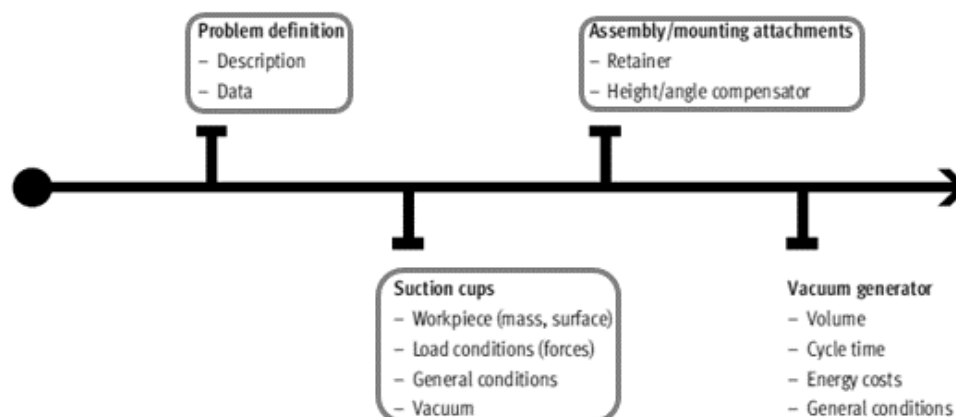 Problem definition
– Description
– Data
Assembly/mounting attachments
– Retainer
– Height/angle compensator
Suction cups
– Workpiece (mass, surface)
– Load conditions (forces)
– General conditions
– Vacuum
Vacuum generator
– Volume
– Cycle time
– Energy costs
– General conditions